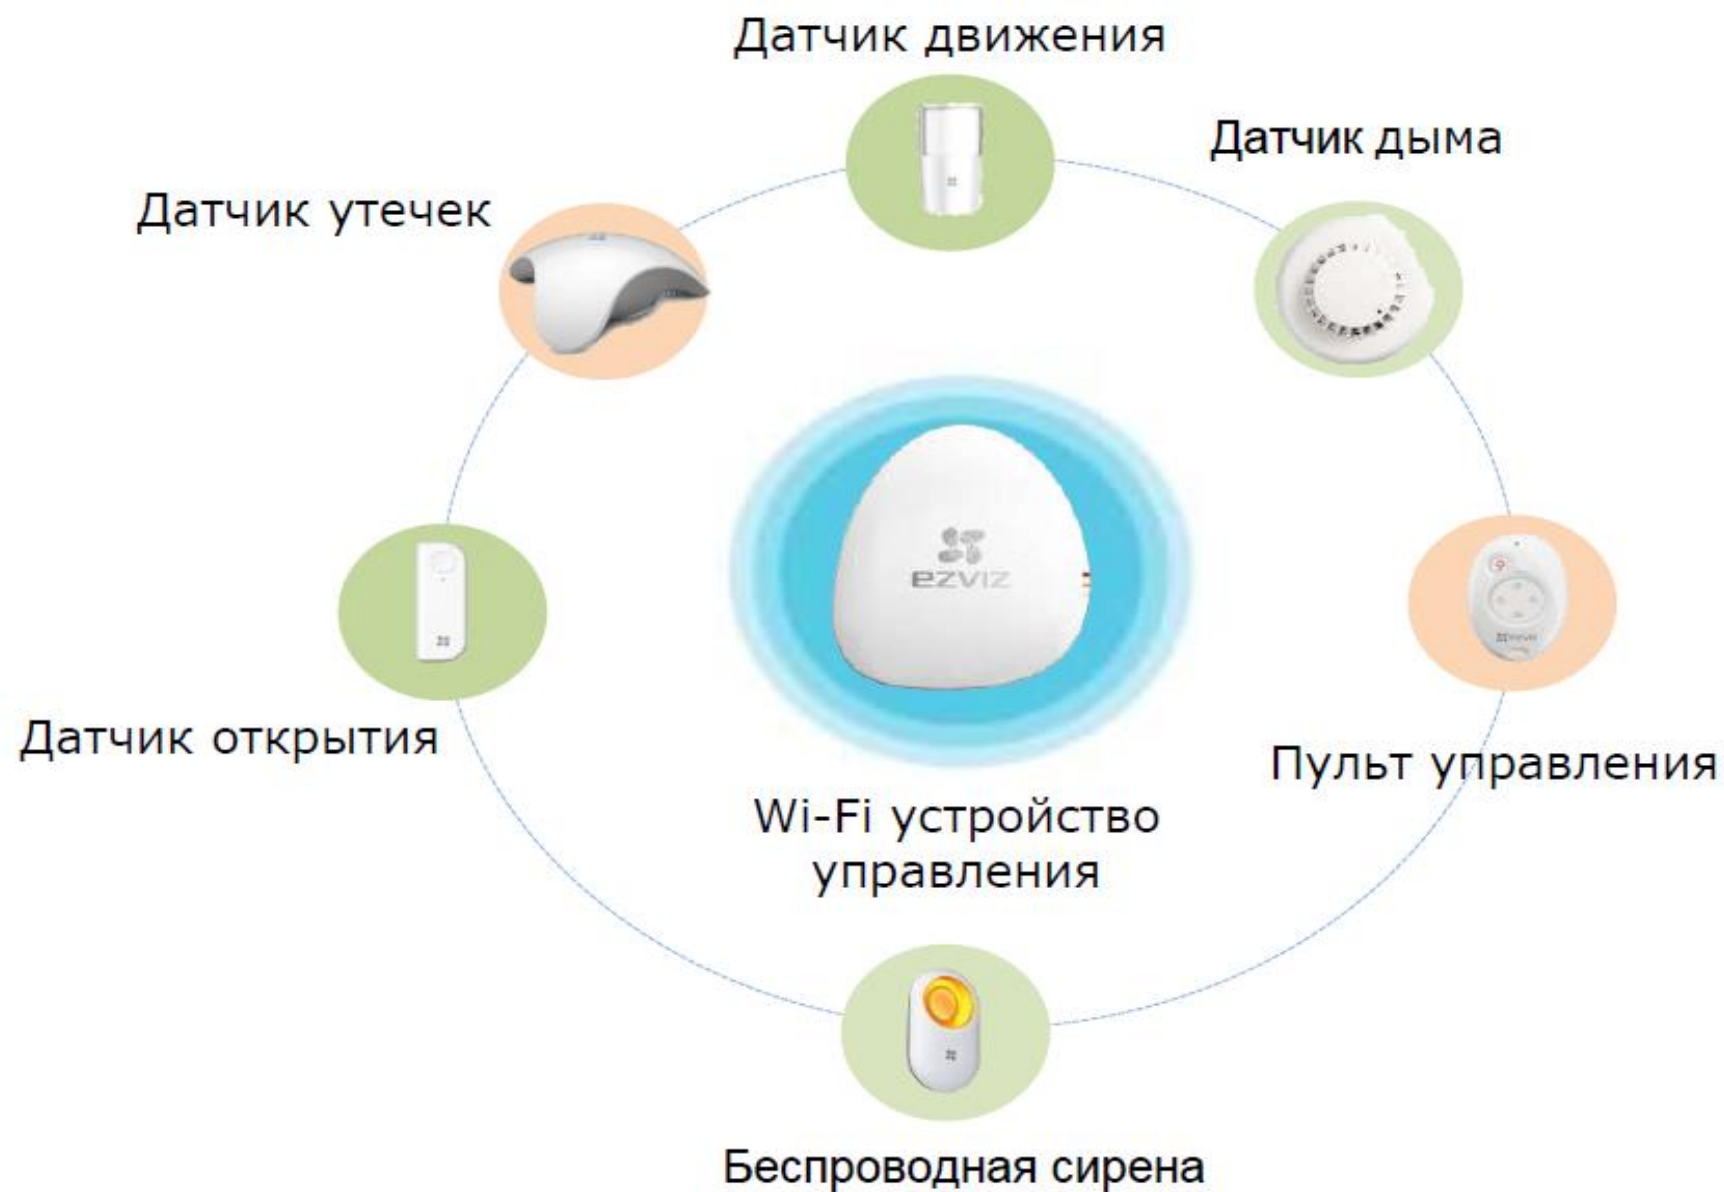 Датчик движения
Датчик дыма
Датчик утечек
ezviz
Датчик открытия
Пульт управления
Wi-Fi устройство
управления
Беспроводная сирена